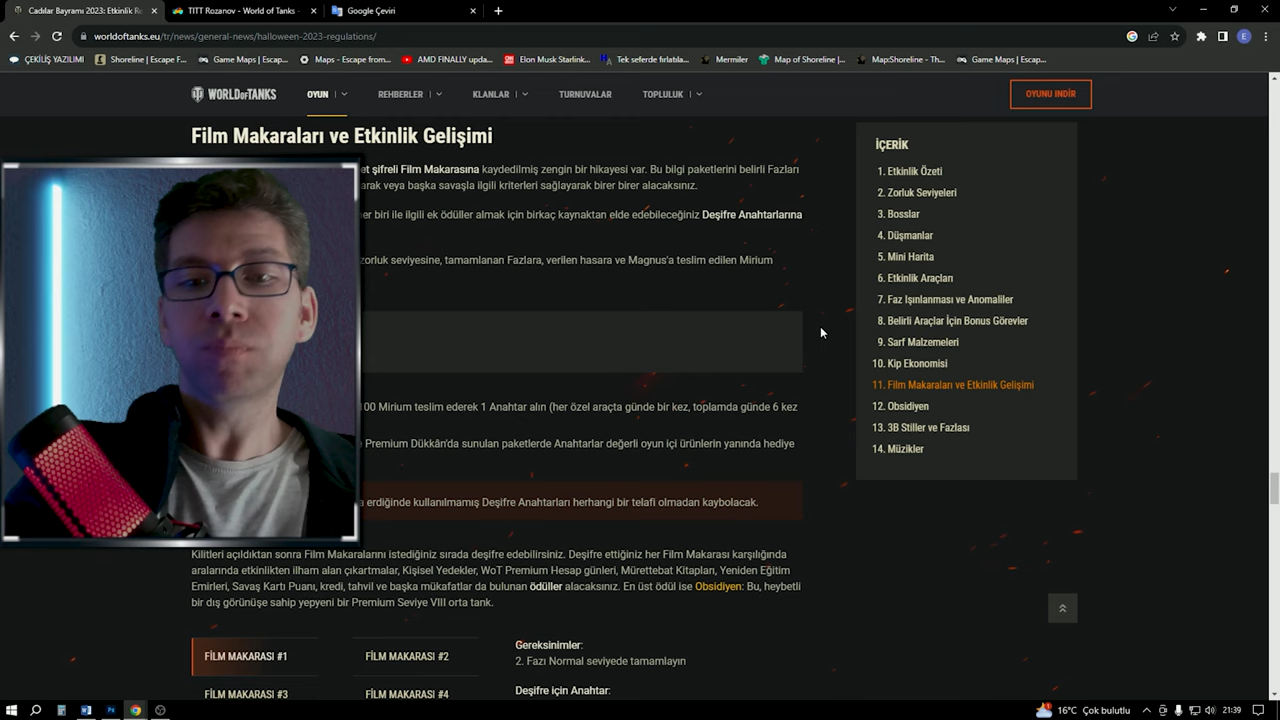 Cadılar Bayramı 2023: Etkinlik Re
TITT Rozanov - World of Tanks -
Google Çeviri
worldoftanks.eu/tr/news/general-news/halloween-2023-regulations/
E
ÇEKİLİŞ YAZILIMI
Shoreline | Escape F...
Game Maps | Escap...
Maps - Escape from...
AMD FINALLY upda...
Elon Musk Starlink...
Tek seferde fırlatıla...
Mermiler
Map of Shoreline |...
Map:Shoreline - Th...
Game Maps | Escap...
WORLD OF TANKS
OYUN
REHBERLER
KLANLAR
TURNUVALAR
TOPLULUK
OYUNU INDİR
Film Makaraları ve Etkinlik Gelişimi
et şifreli Film Makarasına kaydedilmiş zengin bir hikayesi var. Bu bilgi paketlerini belirli Fazları
arak veya başka savaşla ilgili kriterleri sağlayarak birer birer alacaksınız.
her biri ile ilgili ek ödüller almak için birkaç kaynaktan elde edebileceğiniz Deşifre Anahtarlarına
zorluk seviyesine, tamamlanan Fazlara, verilen hasara ve Magnus'a teslim edilen Mirium
100 Mirium teslim ederek 1 Anahtar alın (her özel araçta günde bir kez, toplamda günde 6 kez
e Premium Dükkân'da sunulan paketlerde Anahtarlar değerli oyun içi ürünlerin yanında hediye
a erdiğinde kullanılmamış Deşifre Anahtarları herhangi bir telafi olmadan kaybolacak.
Kilitleri açıldıktan sonra Film Makaralarını istediğiniz sırada deşifre edebilirsiniz. Deşifre ettiğiniz her Film Makarası karşılığında
aralarında etkinlikten ilham alan çıkartmalar, Kişisel Yedekler, WoT Premium Hesap günleri, Mürettebat Kitapları, Yeniden Eğitim
Emirleri, Savaş Kartı Puanı, kredi, tahvil ve başka mükafatlar da bulunan ödüller alacaksınız. En üst ödül ise Obsidiyen: Bu, heybetli
bir dış görünüşe sahip yepyeni bir Premium Seviye VIII orta tank.
FİLM MAKARASI #1
FİLM MAKARASI #2
FİLM MAKARASI #3
FİLM MAKARASI #4
Gereksinimler:
2. Fazı Normal seviyede tamamlayın
Deşifre için Anahtar:
İÇERİK
1. Etkinlik Özeti
2. Zorluk Seviyeleri
3. Bosslar
4. Düşmanlar
5. Mini Harita
6. Etkinlik Araçları
7. Faz Işınlanması ve Anomaliler
8. Belirli Araçlar İçin Bonus Görevler
9. Sarf Malzemeleri
10. Kip Ekonomisi
11. Film Makaraları ve Etkinlik Gelişimi
12. Obsidiyen
13. 3B Stiller ve Fazlası
14. Müzikler
16°C Çok bulutlu
21:39